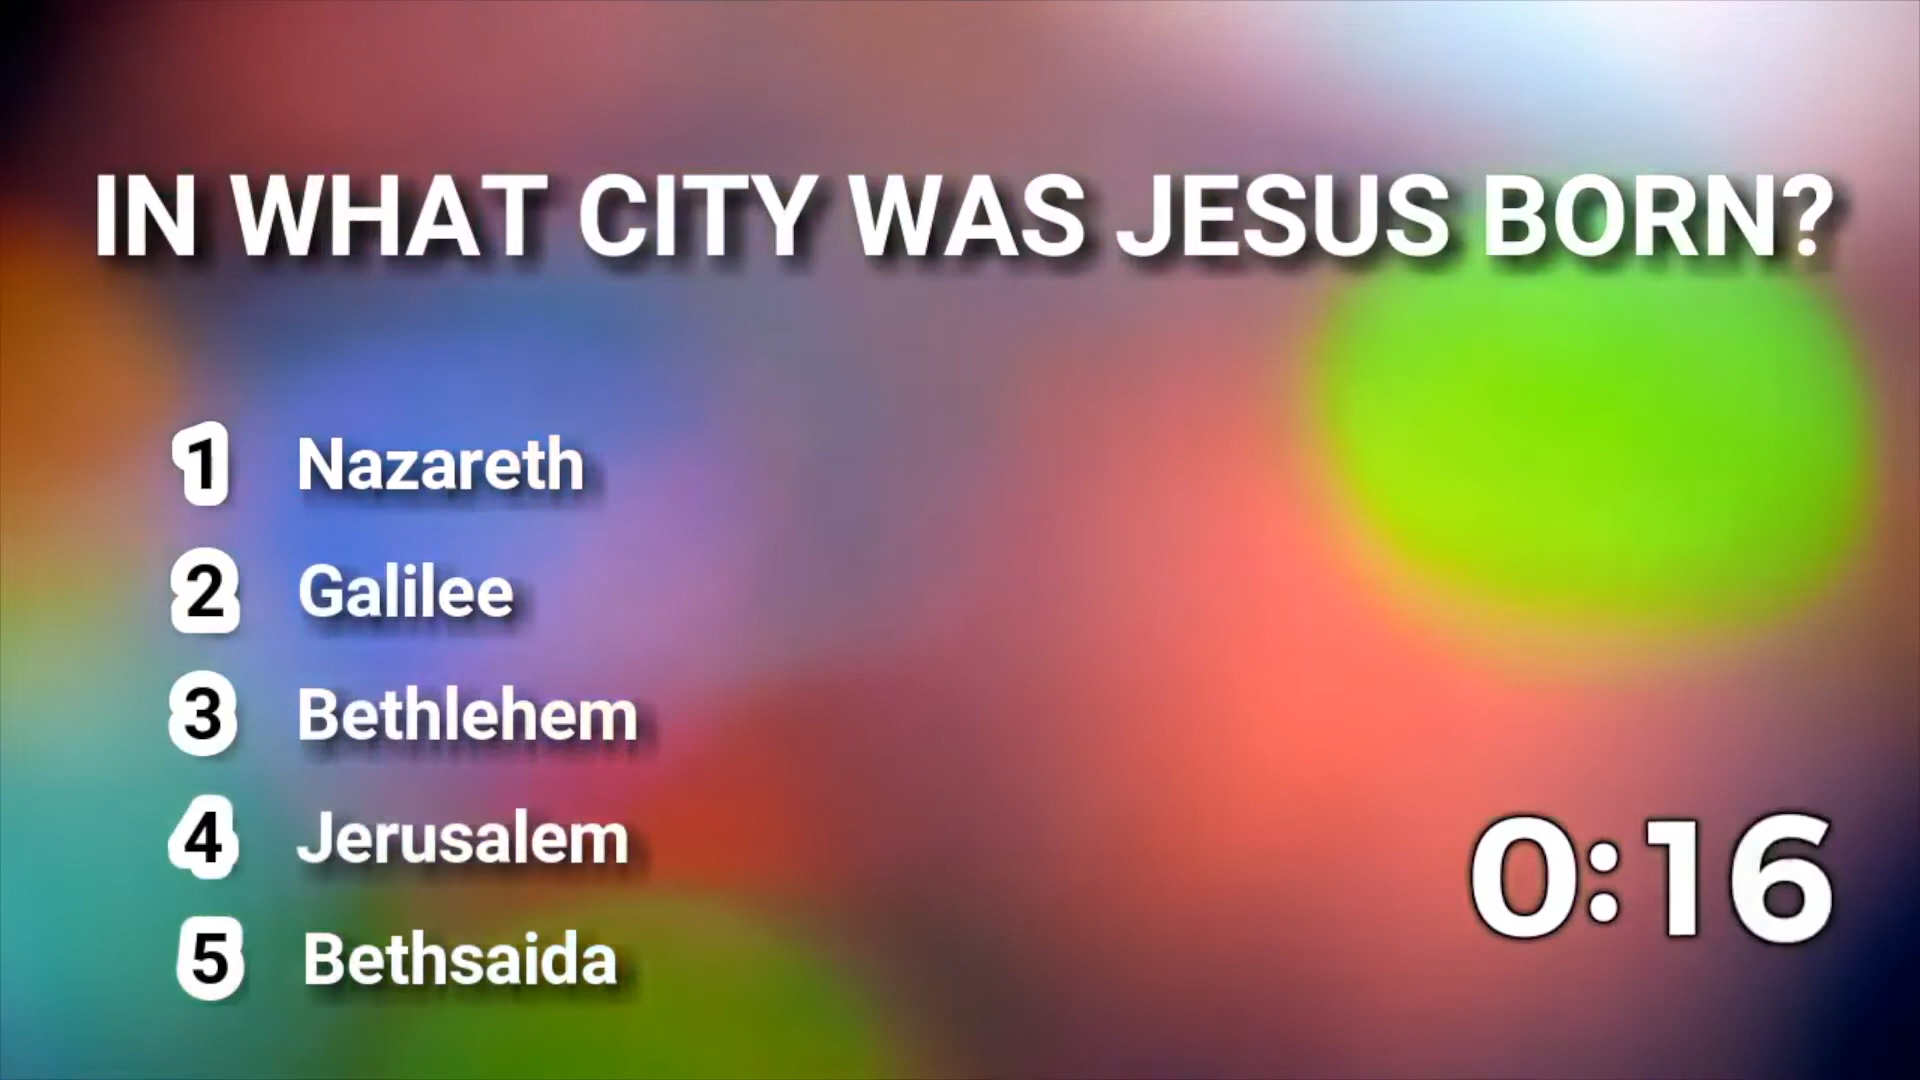 IN WHAT CITY WAS JESUS BORN?
1 Nazareth
2 Galilee
3 Bethlehem
4 Jerusalem
5 Bethsaida
0:16